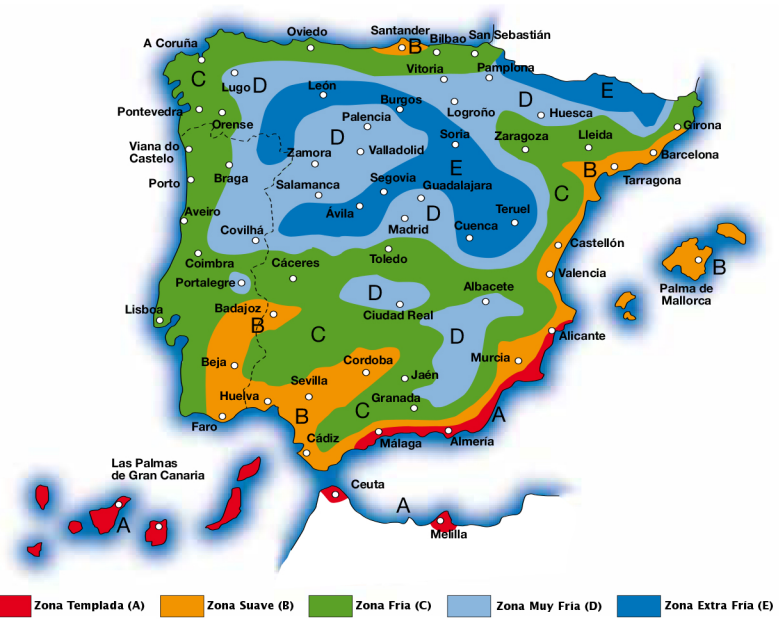 Santander
Oviedo
San Sebastián
Bilbao
A Coruña
B
Pamplona
Vitoria
C
D
Lugo
León
E
Burgos
D
Logroño
Huesca
Pontevedra
Orense
Palencia
D
Soria
Zaragoza
Lleida
Girona
Viana do
Castelo
Zamora
Valladolid
Barcelona
E
B
Porto
Braga
Segovia
Guadalajara
Tarragona
Salamanca
C
Aveiro
Ávila
D
Madrid
Teruel
Cuenca
Covilhá
Castellón
Coimbra
Cáceres
Toledo
B
Portalegre
Valencia
Palma de
Mallorca
Albacete
D
Lisboa
Badajoz
B
Ciudad Real
C
D
Alicante
Beja
Cordoba
Murcia
Sevilla
Jaén
Huelva
Granada
B
C
A
Faro
Cádiz
Málaga
Almería
Las Palmas
de Gran Canaria
Ceuta
A
A
Melilla
Zona Templada (A)
Zona Suave (B)
Zona Fria (C)
Zona Muy Fria (D)
Zona Extra Fría (E)